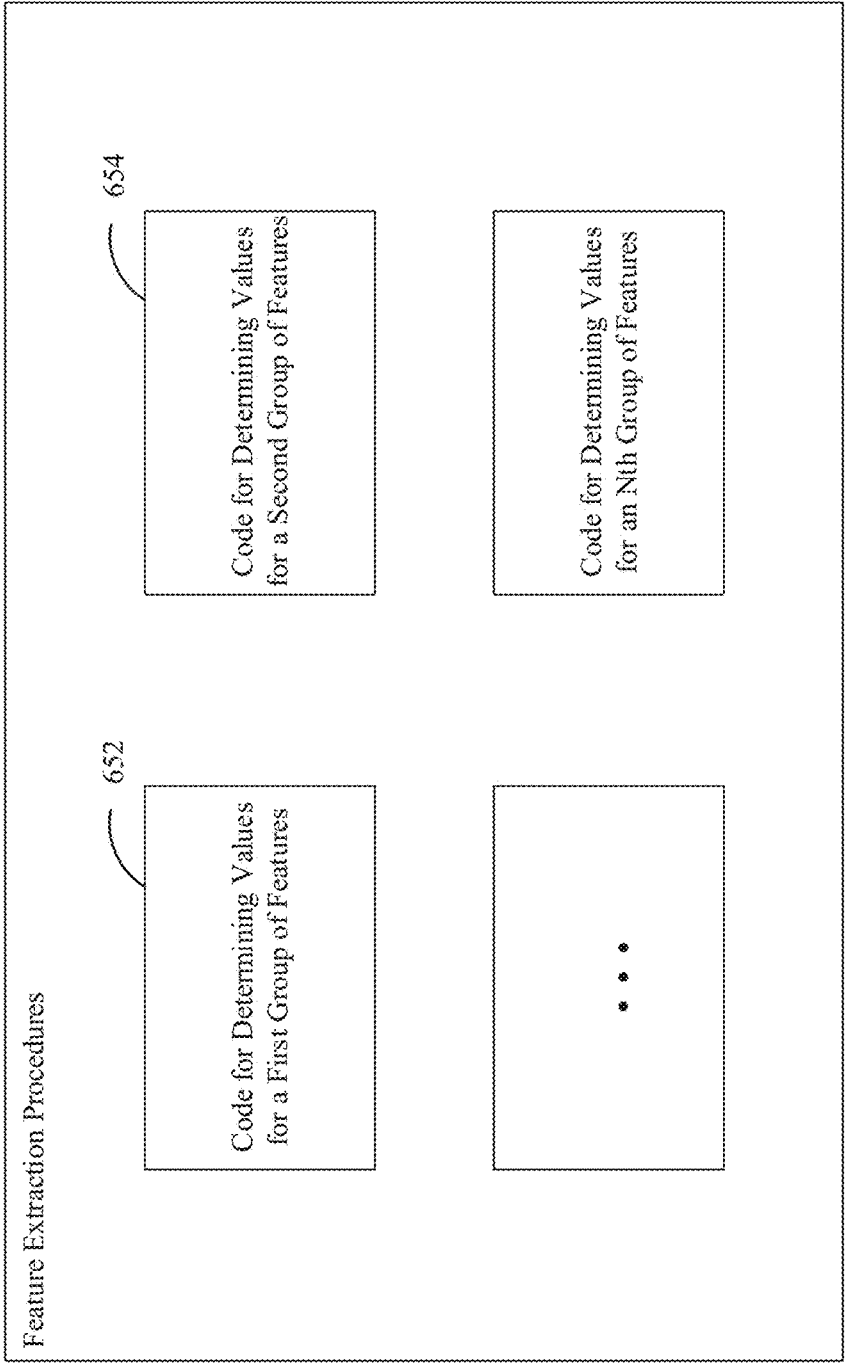 Feature Extraction Procedures
652
Code for Determining Values
for a First Group of Features
654
Code for Determining Values
for a Second Group of Features
• • •
Code for Determining Values
for an Nth Group of Features